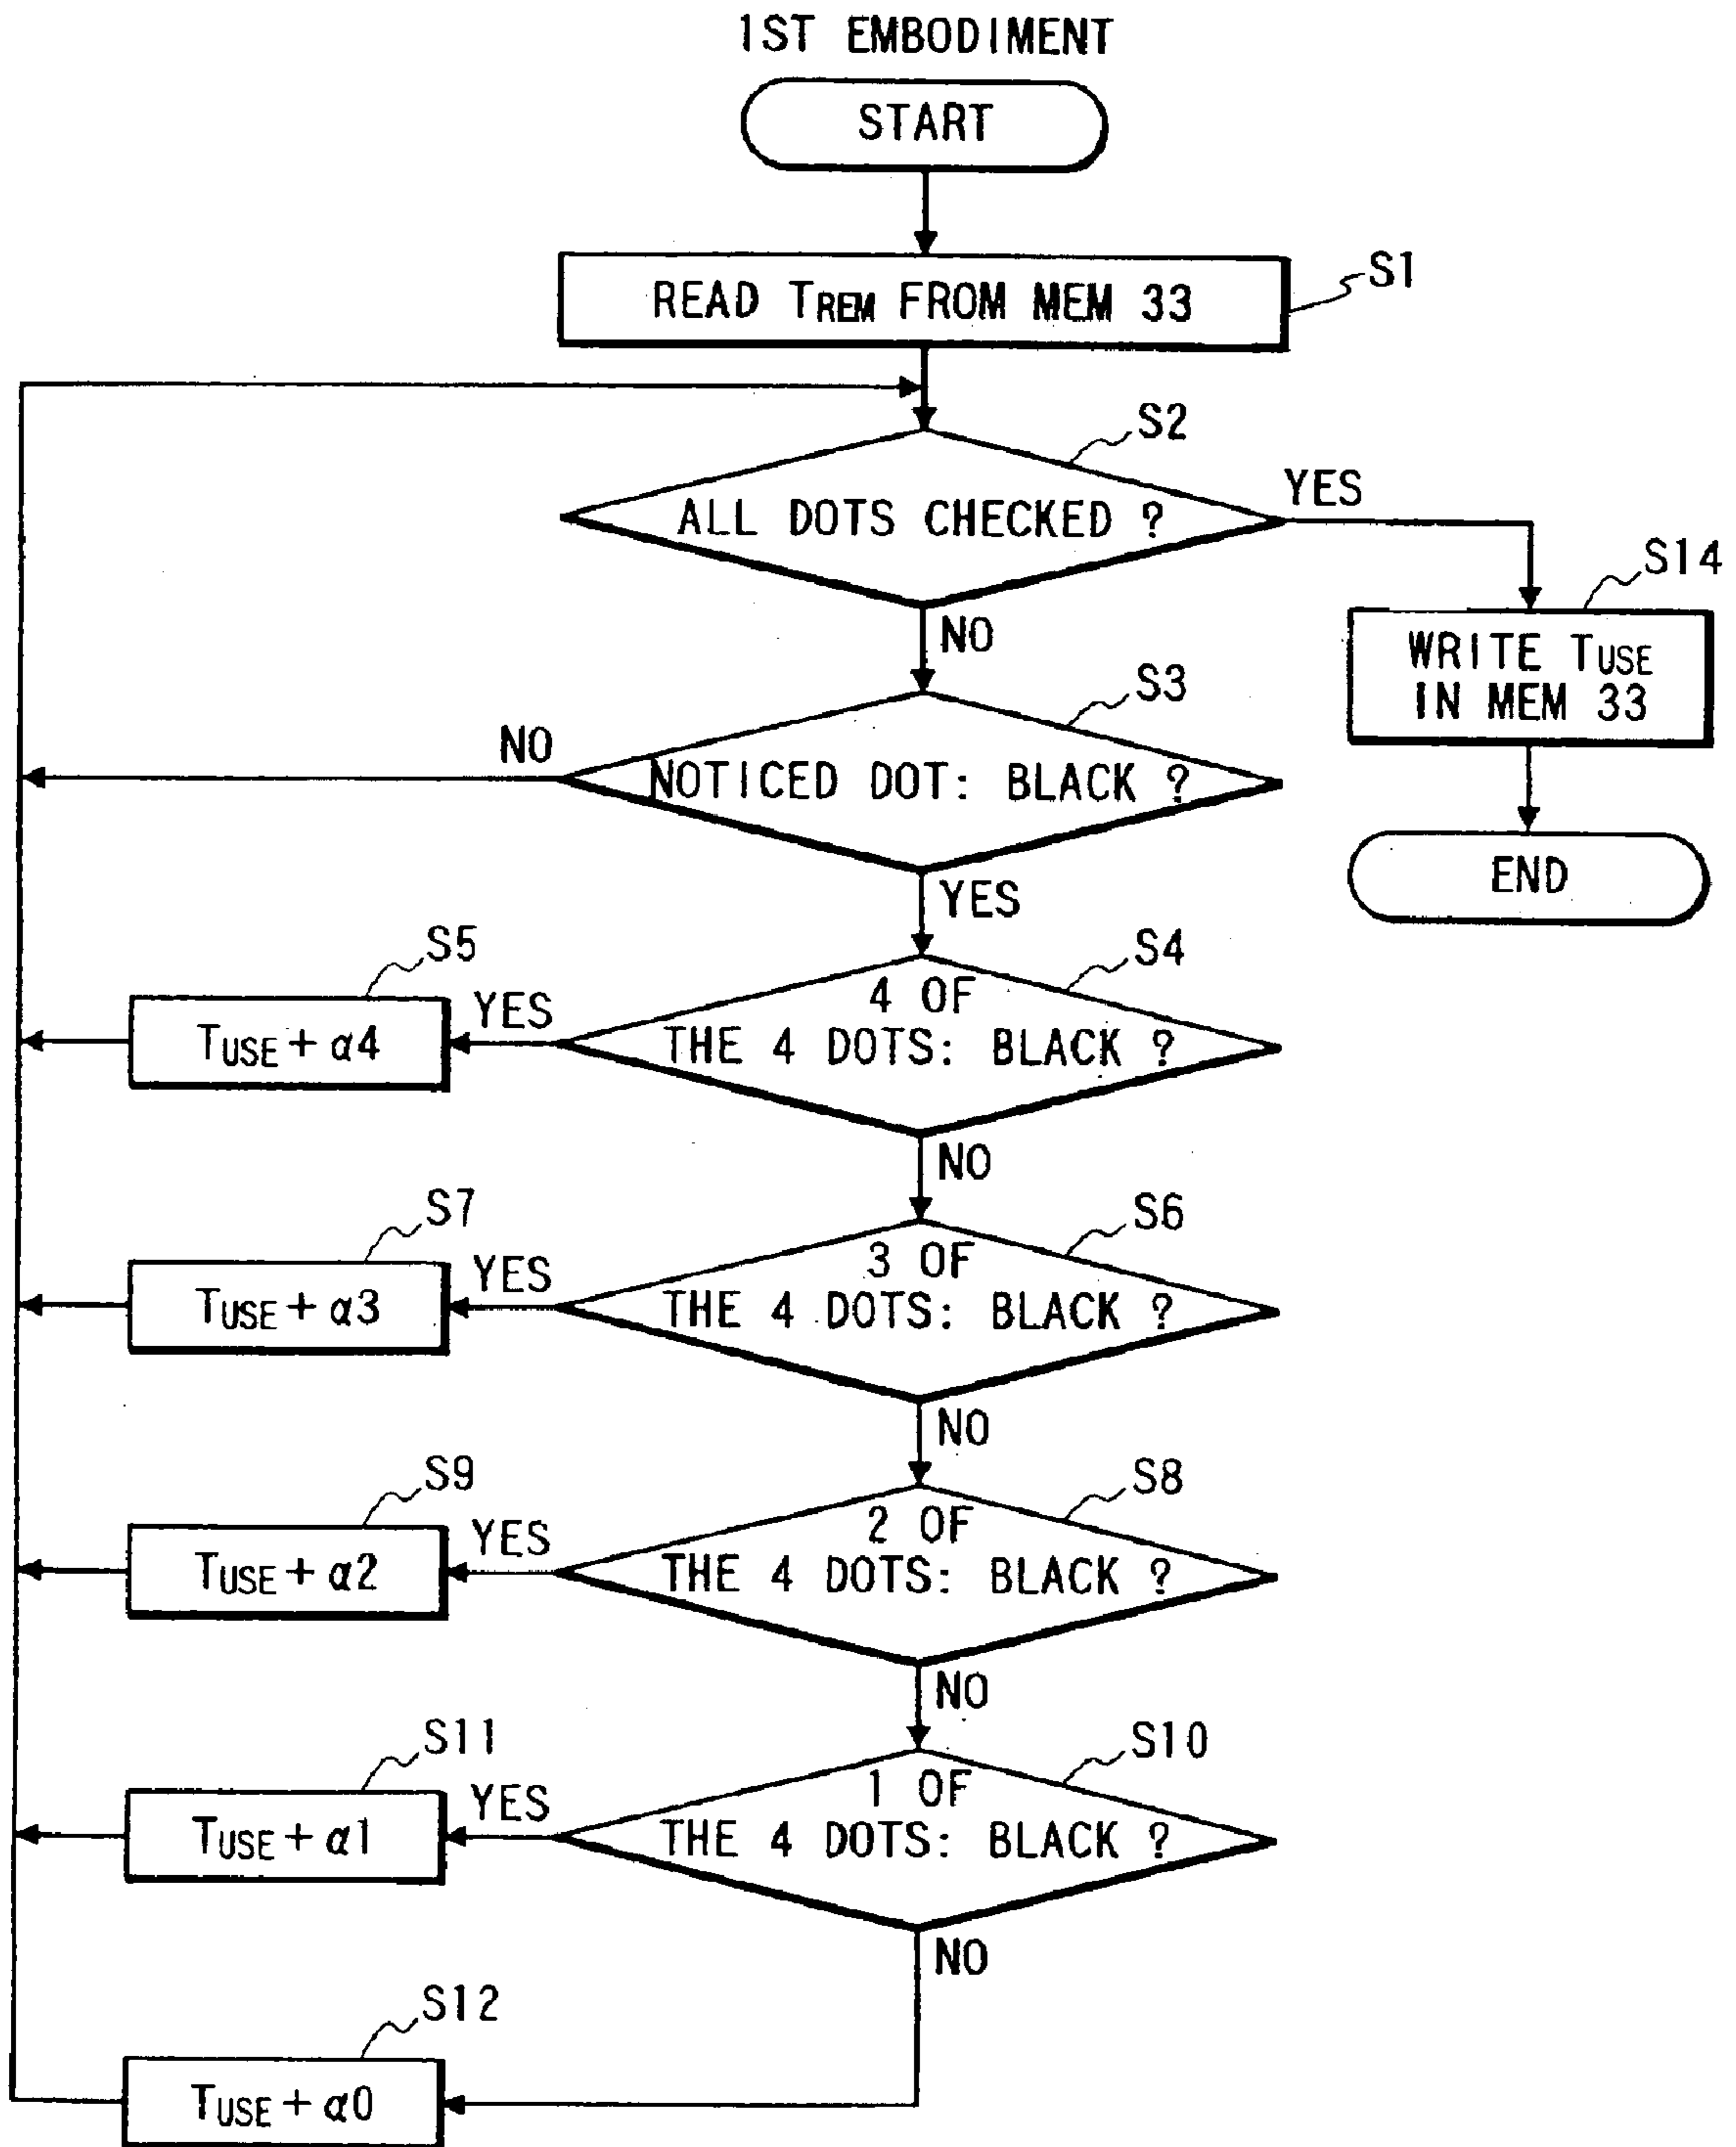 1ST EMBODIMENT
START
READ TREM FROM MEM 33
S1
S2
ALL DOTS CHECKED ?
YES
S14
NO
WRITE TUSE
IN MEM 33
S3
NO
NOTICED DOT: BLACK ?
END
YES
S5
S4
TUSE + α4
YES
4 OF
THE 4 DOTS: BLACK ?
NO
S7
S6
TUSE + α3
YES
3 OF
THE 4 DOTS: BLACK ?
NO
S9
S8
TUSE + α2
YES
2 OF
THE 4 DOTS: BLACK ?
NO
S11
S10
TUSE + α1
YES
1 OF
THE 4 DOTS: BLACK ?
NO
S12
TUSE + α0